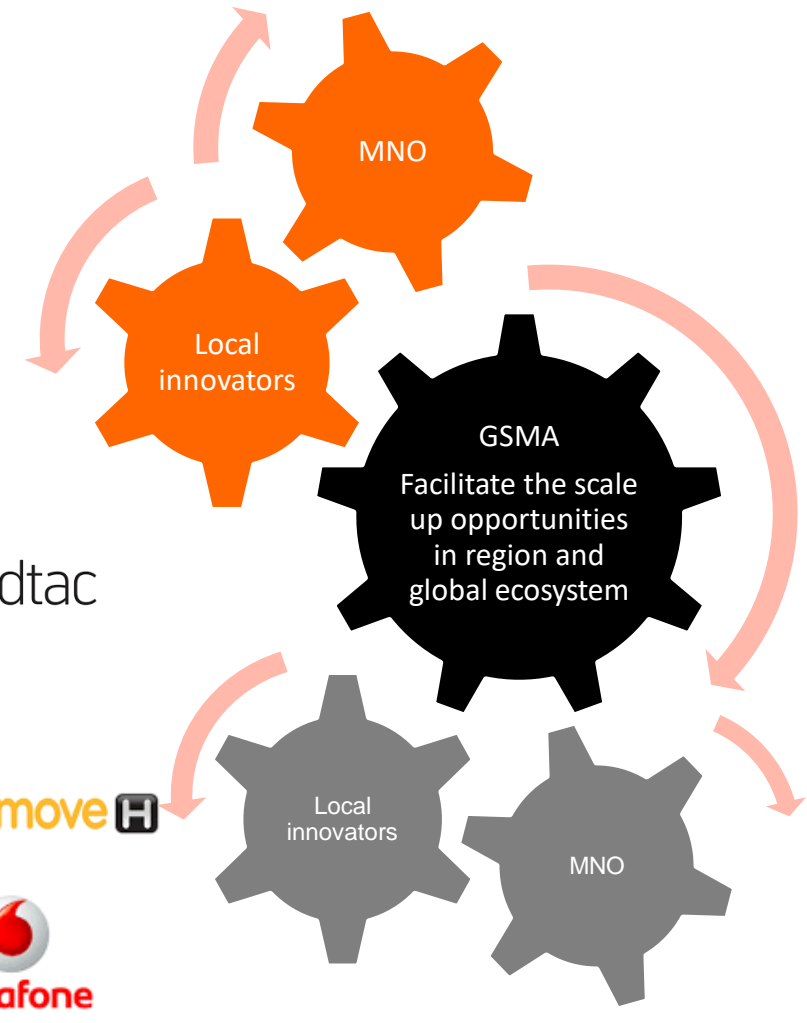 MNO
Local
innovators
GSMA
Facilitate the scale
up opportunities
in region and
global ecosystem
dtac
move H
Local
innovators
MNO
afone